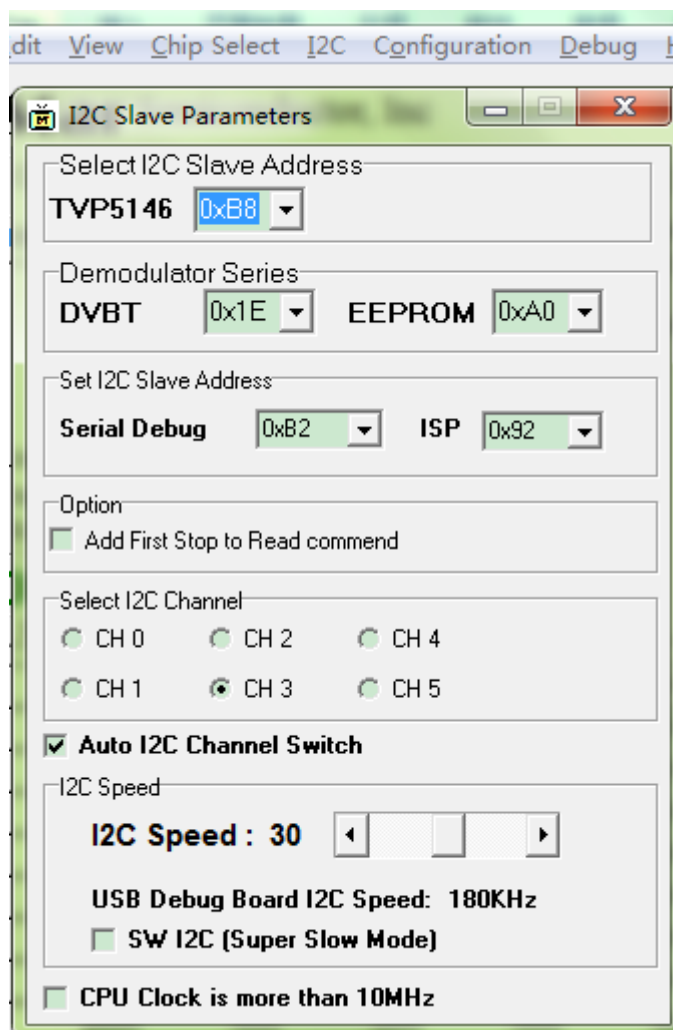 dit View Chip Select I2C Configuration Debug
I2C Slave Parameters
Select I2C Slave Address
TVP5146 0xB8
Demodulator Series
DVBT 0x1E EEPROM 0xA0
Set I2C Slave Address
Serial Debug 0xB2 ISP 0x92
Option
Add First Stop to Read commend
Select I2C Channel
CH 0 CH 2 CH 4
CH 1 CH 3 CH 5
Auto I2C Channel Switch
I2C Speed
I2C Speed : 30
USB Debug Board I2C Speed: 180KHz
SW I2C (Super Slow Mode)
CPU Clock is more than 10MHz